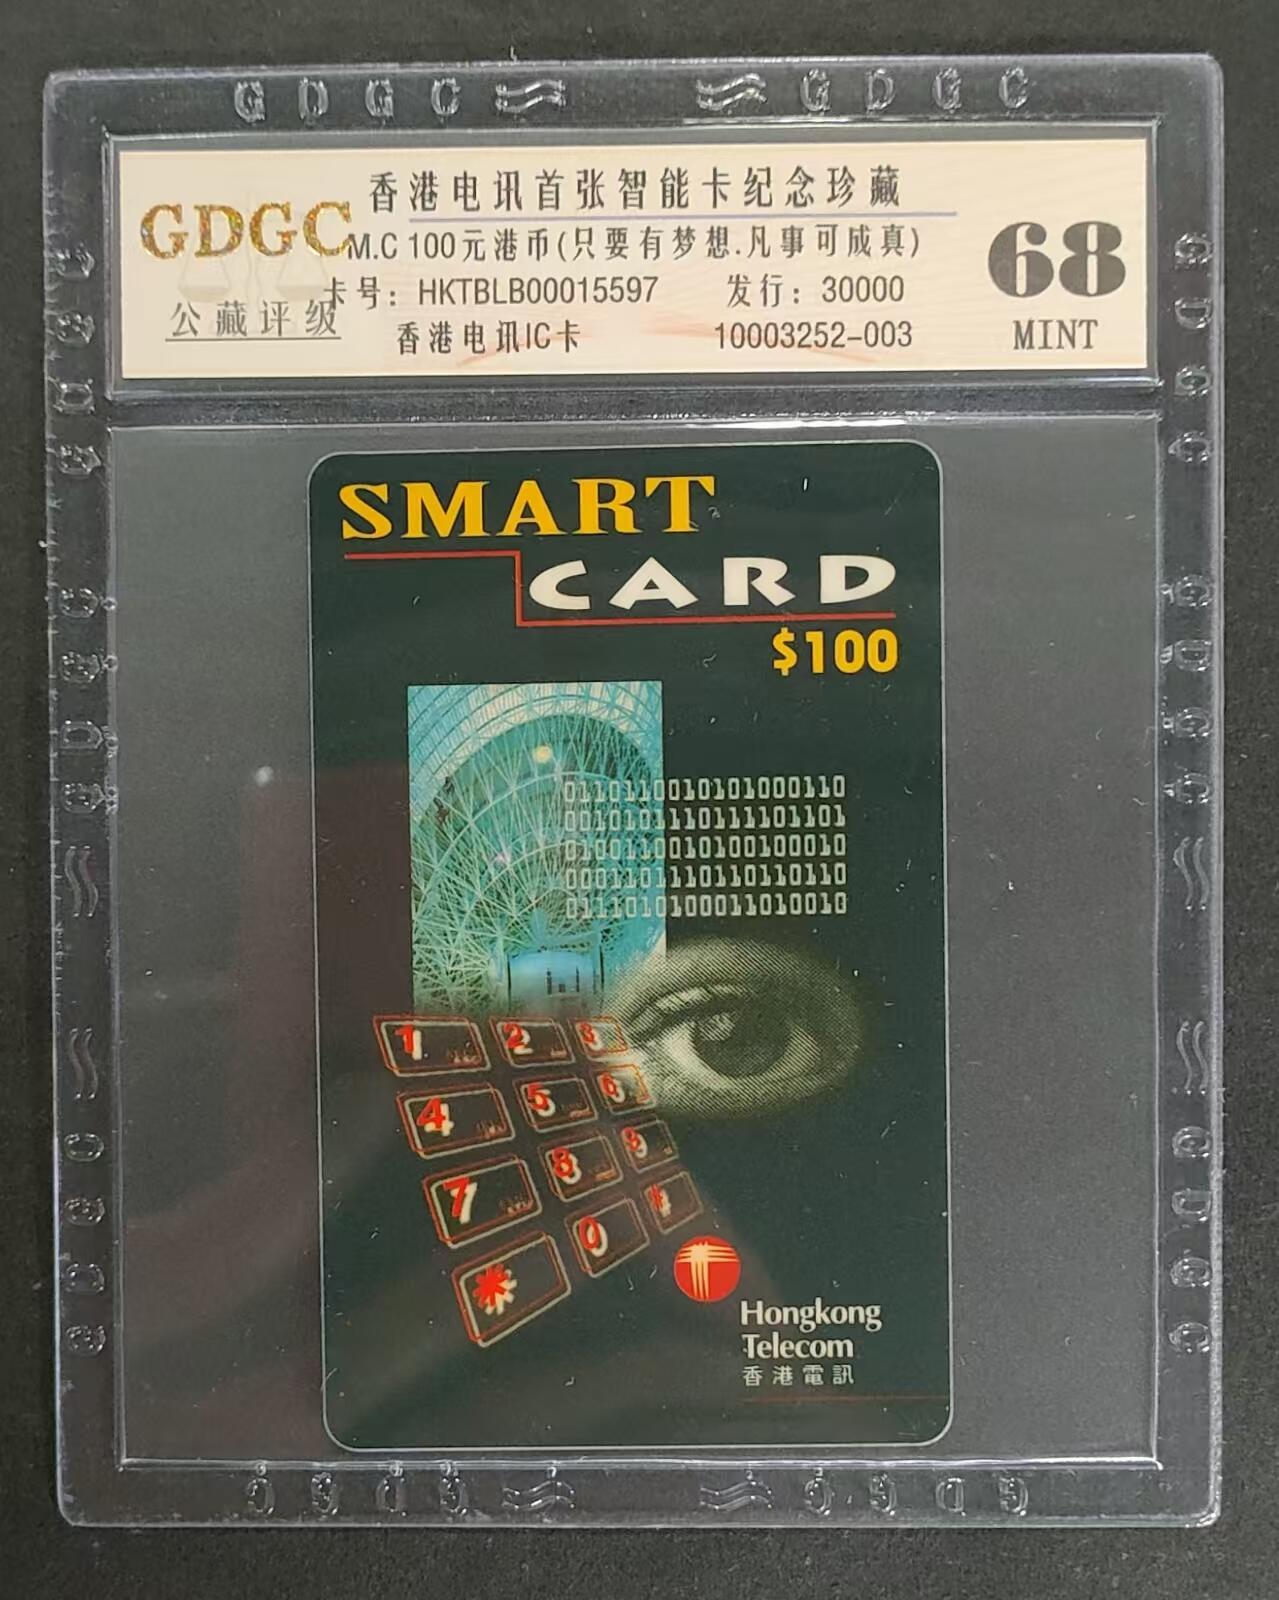 GDGC GDGC
香港电讯首张智能卡纪念珍藏
GDGC
M.C 100元港币(只要有梦想.凡事可成真)
68
卡号：HKTBLB00015597 发行：30000
公藏评级
香港电讯IC卡 10003252-003
MINT
SMART
CARD
$100
0110110010101000110
00101011110111101101
0100110010100100010
00011011110110110110
01110101000110100010
1 2 3
4 5 6
7 8 9
* 0 #
Hongkong
Telecom
香港電訊